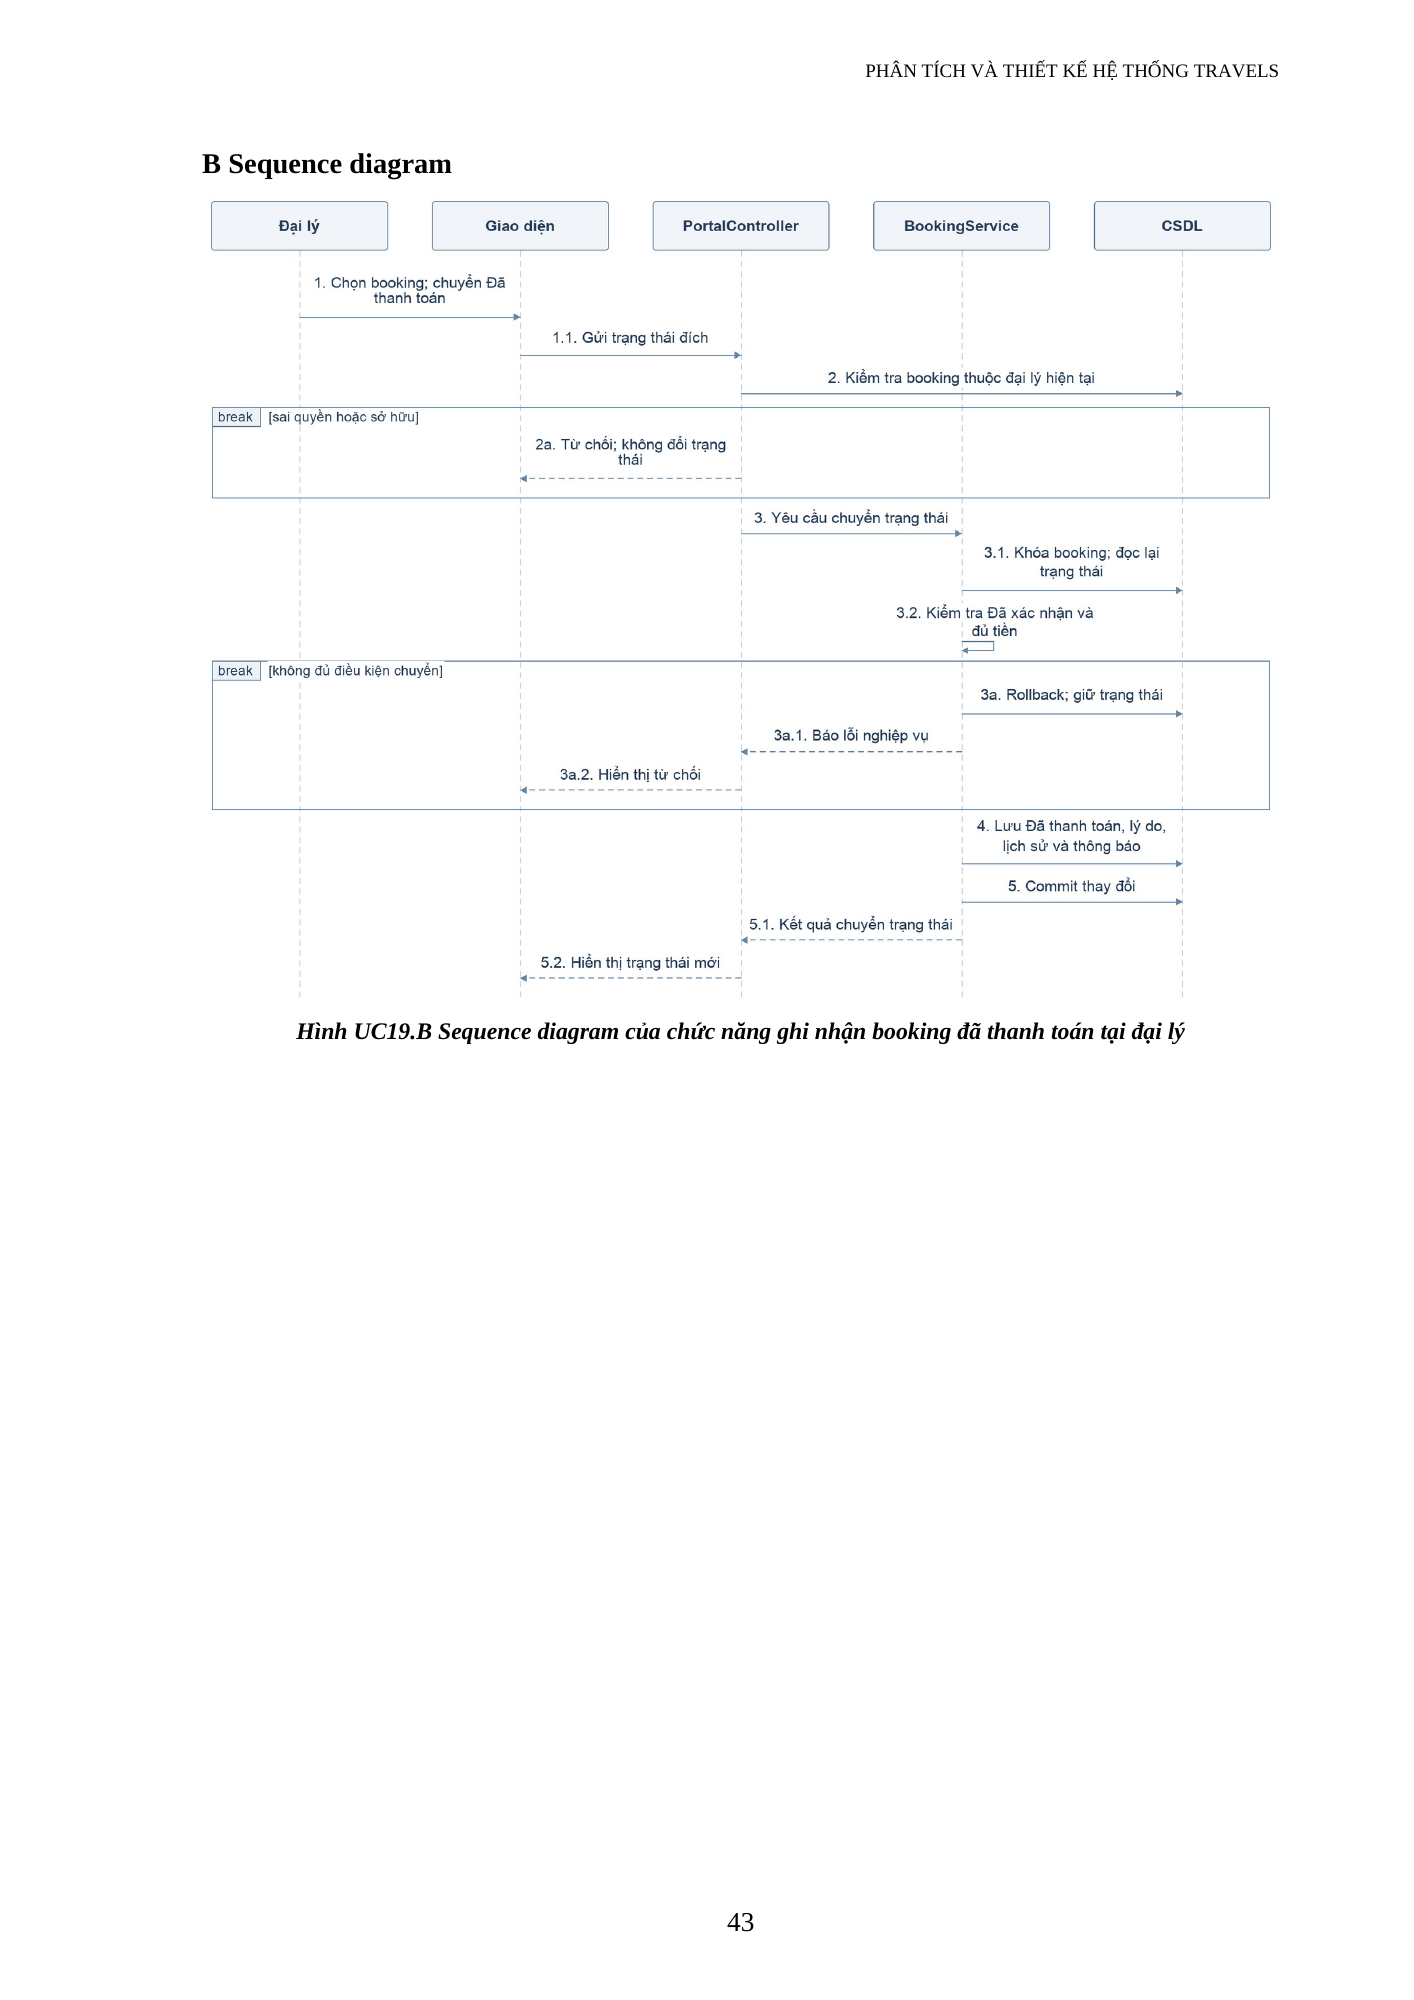 PHÂN TÍCH VÀ THIẾT KẾ HỆ THỐNG TRAVELS
B Sequence diagram
Đại lý
Giao diện
PortalController
BookingService
CSDL
1. Chọn booking; chuyển Đã
thanh toán
1.1. Gửi trạng thái đích
2. Kiểm tra booking thuộc đại lý hiện tại
break [sai quyền hoặc sở hữu]
2a. Từ chối; không đổi trạng
thái
3. Yêu cầu chuyển trạng thái
3.1. Khóa booking; đọc lại
trạng thái
3.2. Kiểm tra Đã xác nhận và
đủ tiền
break [không đủ điều kiện chuyển]
3a. Rollback; giữ trạng thái
3a.1. Báo lỗi nghiệp vụ
3a.2. Hiển thị từ chối
4. Lưu Đã thanh toán, lý do,
lịch sử và thông báo
5. Commit thay đổi
5.1. Kết quả chuyển trạng thái
5.2. Hiển thị trạng thái mới
Hình UC19.B Sequence diagram của chức năng ghi nhận booking đã thanh toán tại đại lý
43